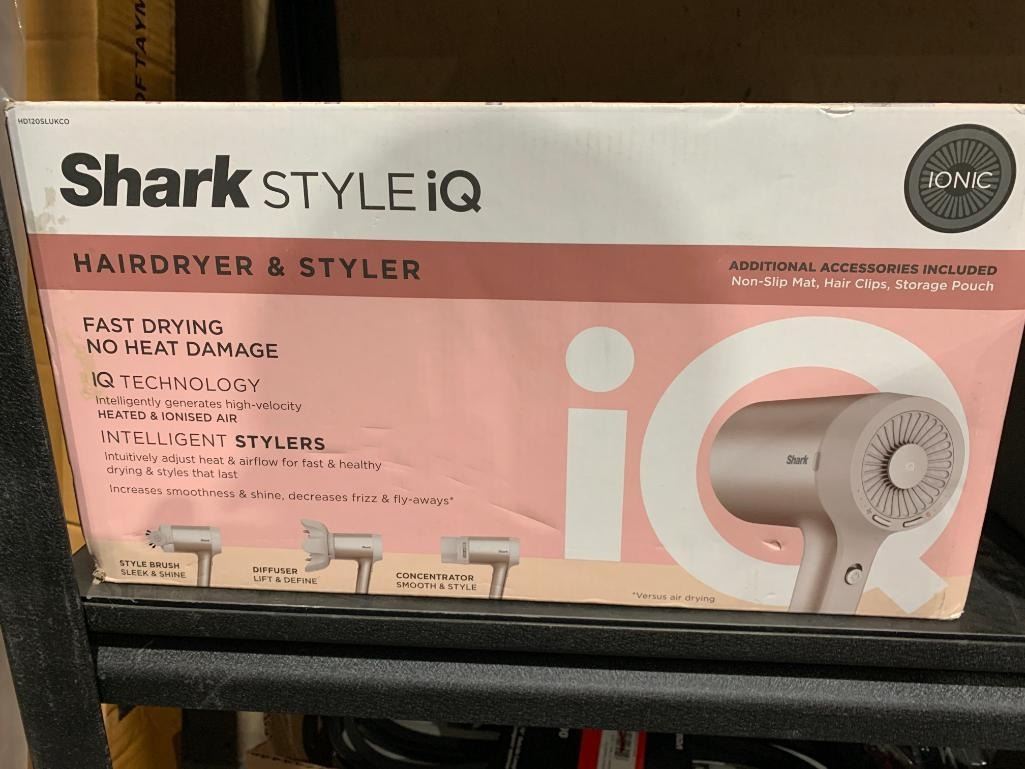 HD120SLUKCO
Shark STYLE iQ
IONIC
HAIRDRYER & STYLER
ADDITIONAL ACCESSORIES INCLUDED
Non-Slip Mat, Hair Clips, Storage Pouch
FAST DRYING
NO HEAT DAMAGE
IQ TECHNOLOGY
Intelligently generates high-velocity
HEATED & IONISED AIR
INTELLIGENT STYLERS
Intuitively adjust heat & airflow for fast & healthy
drying & styles that last
Increases smoothness & shine, decreases frizz & fly-aways*
iQ
Shark
STYLE BRUSH
SLEEK & SHINE
DIFFUSER
LIFT & DEFINE
CONCENTRATOR
SMOOTH & STYLE
*Versus air drying